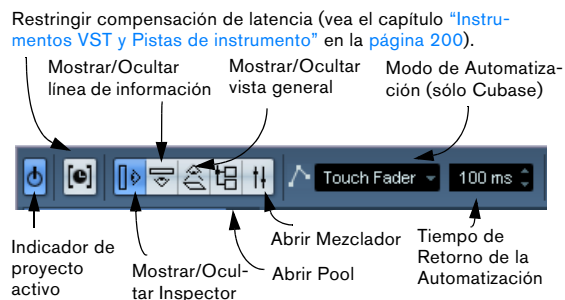 Restringir compensación de latencia (vea el capítulo “Instru-
mentos VST y Pistas de instrumento” en la página 200).
Mostrar/Ocultar
línea de información
Mostrar/Ocultar
vista general
Modo de Automatiza-
ción (sólo Cubase)
Touch Fader
100 ms
Indicador de
proyecto
activo
Mostrar/Ocul-
tar Inspector
Abrir Pool
Abrir Mezclador
Tiempo de
Retorno de la
Automatización